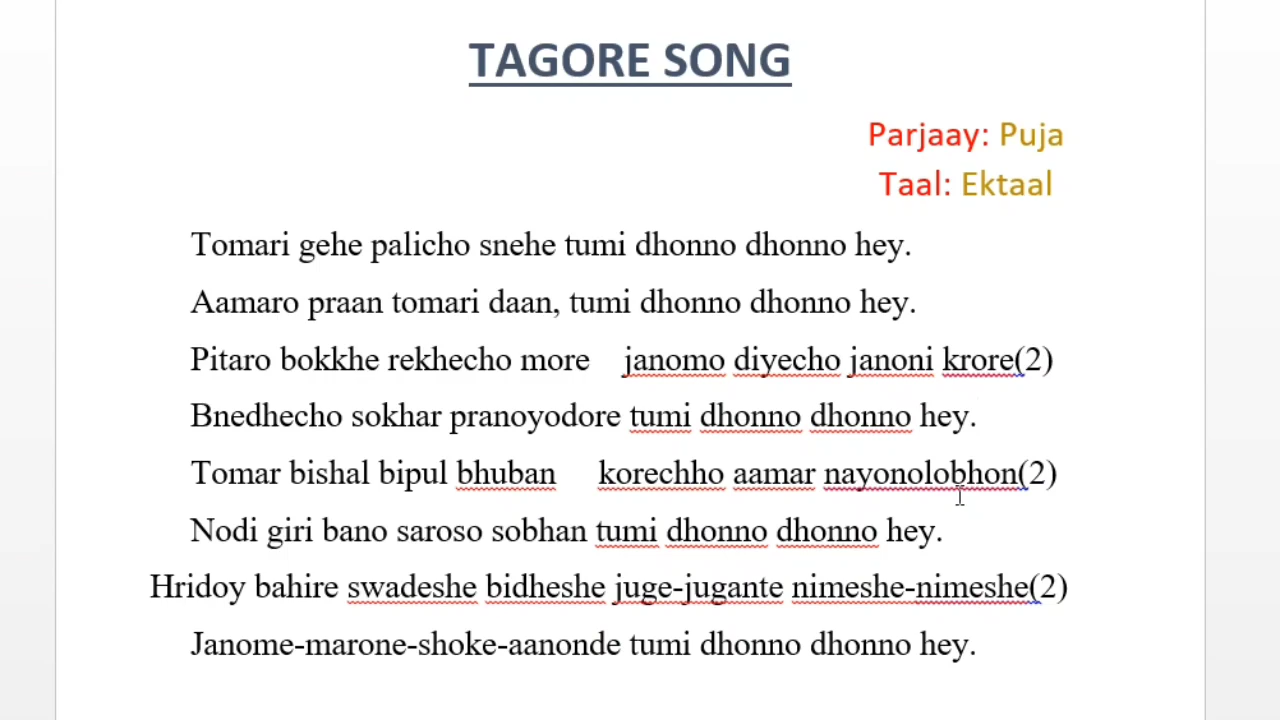 TAGORE SONG
Parjaay: Puja
Taal: Ektaal
Tomari gehe palicho snehe tumi dhonno dhonno hey.
Aamaro praan tomari daan, tumi dhonno dhonno hey.
Pitaro bokkhe rekhecho more janomo diyecho janoni krore(2)
Bnedhecho sokhar pranoyodore tumi dhonno dhonno hey.
Tomar bishal bipul bhuban korechho aamar nayonolobhon(2)
Nodi giri bano saroso sobhan tumi dhonno dhonno hey.
Hridoy bahire swadeshe bidheshe juge-jugante nimeshe-nimeshe(2)
Janome-marone-shoke-aanonde tumi dhonno dhonno hey.